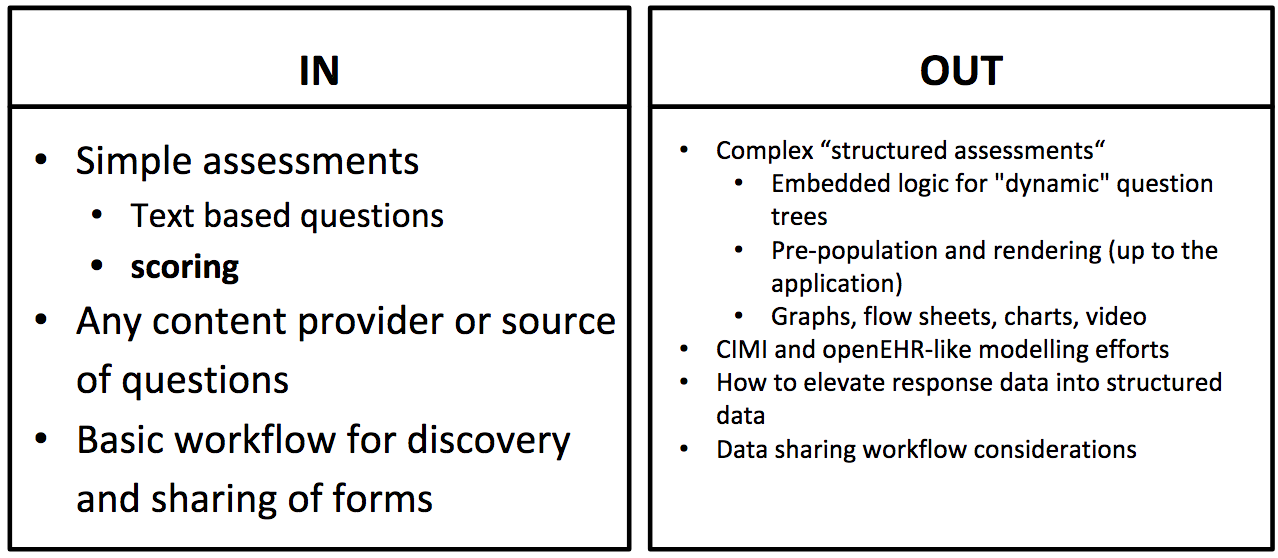 IN
• Simple assessments
• Text based questions
• scoring
• Any content provider or source
of questions
• Basic workflow for discovery
and sharing of forms
OUT
• Complex “structured assessments“
• Embedded logic for "dynamic" question
trees
• Pre-population and rendering (up to the
application)
• Graphs, flow sheets, charts, video
• CIMI and openEHR-like modelling efforts
• How to elevate response data into structured
data
• Data sharing workflow considerations